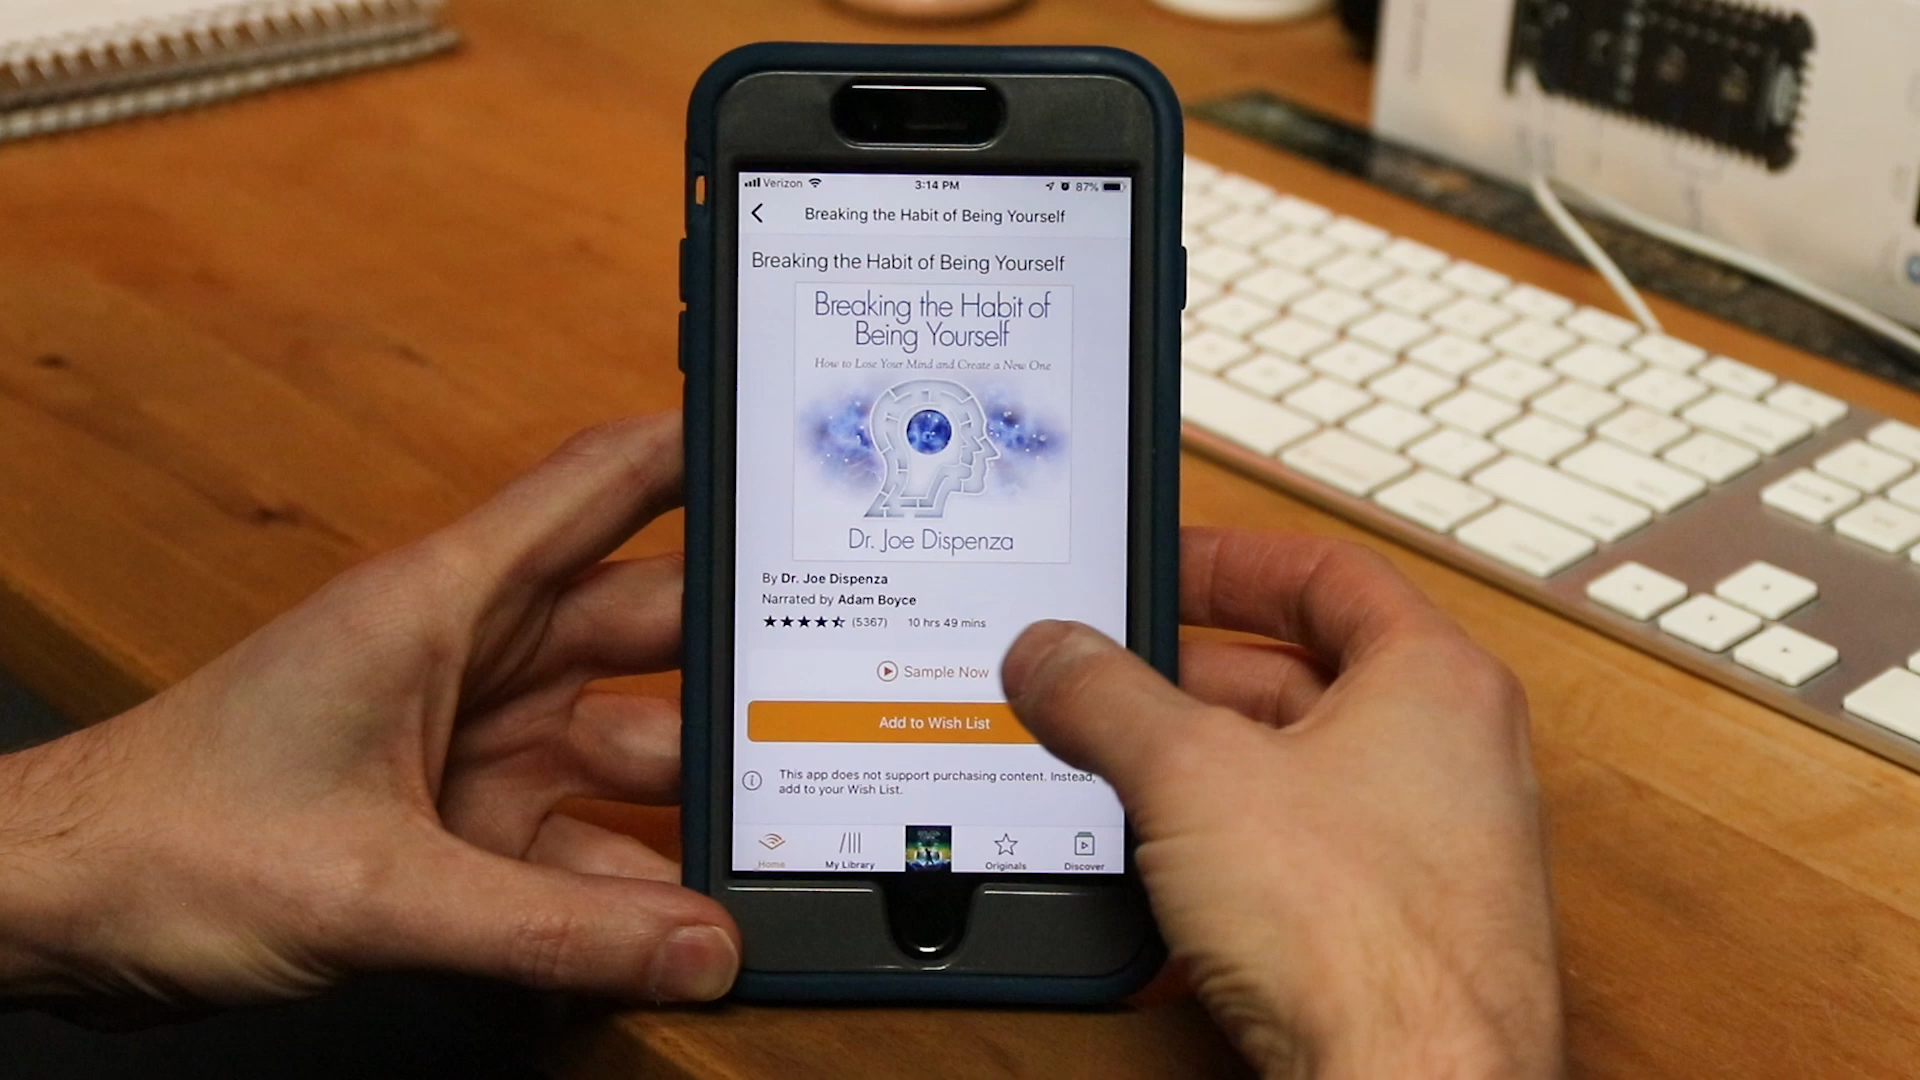 Verizon 3:14 PM 87%
Breaking the Habit of Being Yourself
Breaking the Habit of Being Yourself
Breaking the Habit of
Being Yourself
How to Lose Your Mind and Create a New One
Dr. Joe Dispenza
By Dr. Joe Dispenza
Narrated by Adam Boyce
(5367) 10 hrs 49 mins
Sample Now
Add to Wish List
This app does not support purchasing content. Instead,
add to your Wish List.
Home My Library Originals Discover